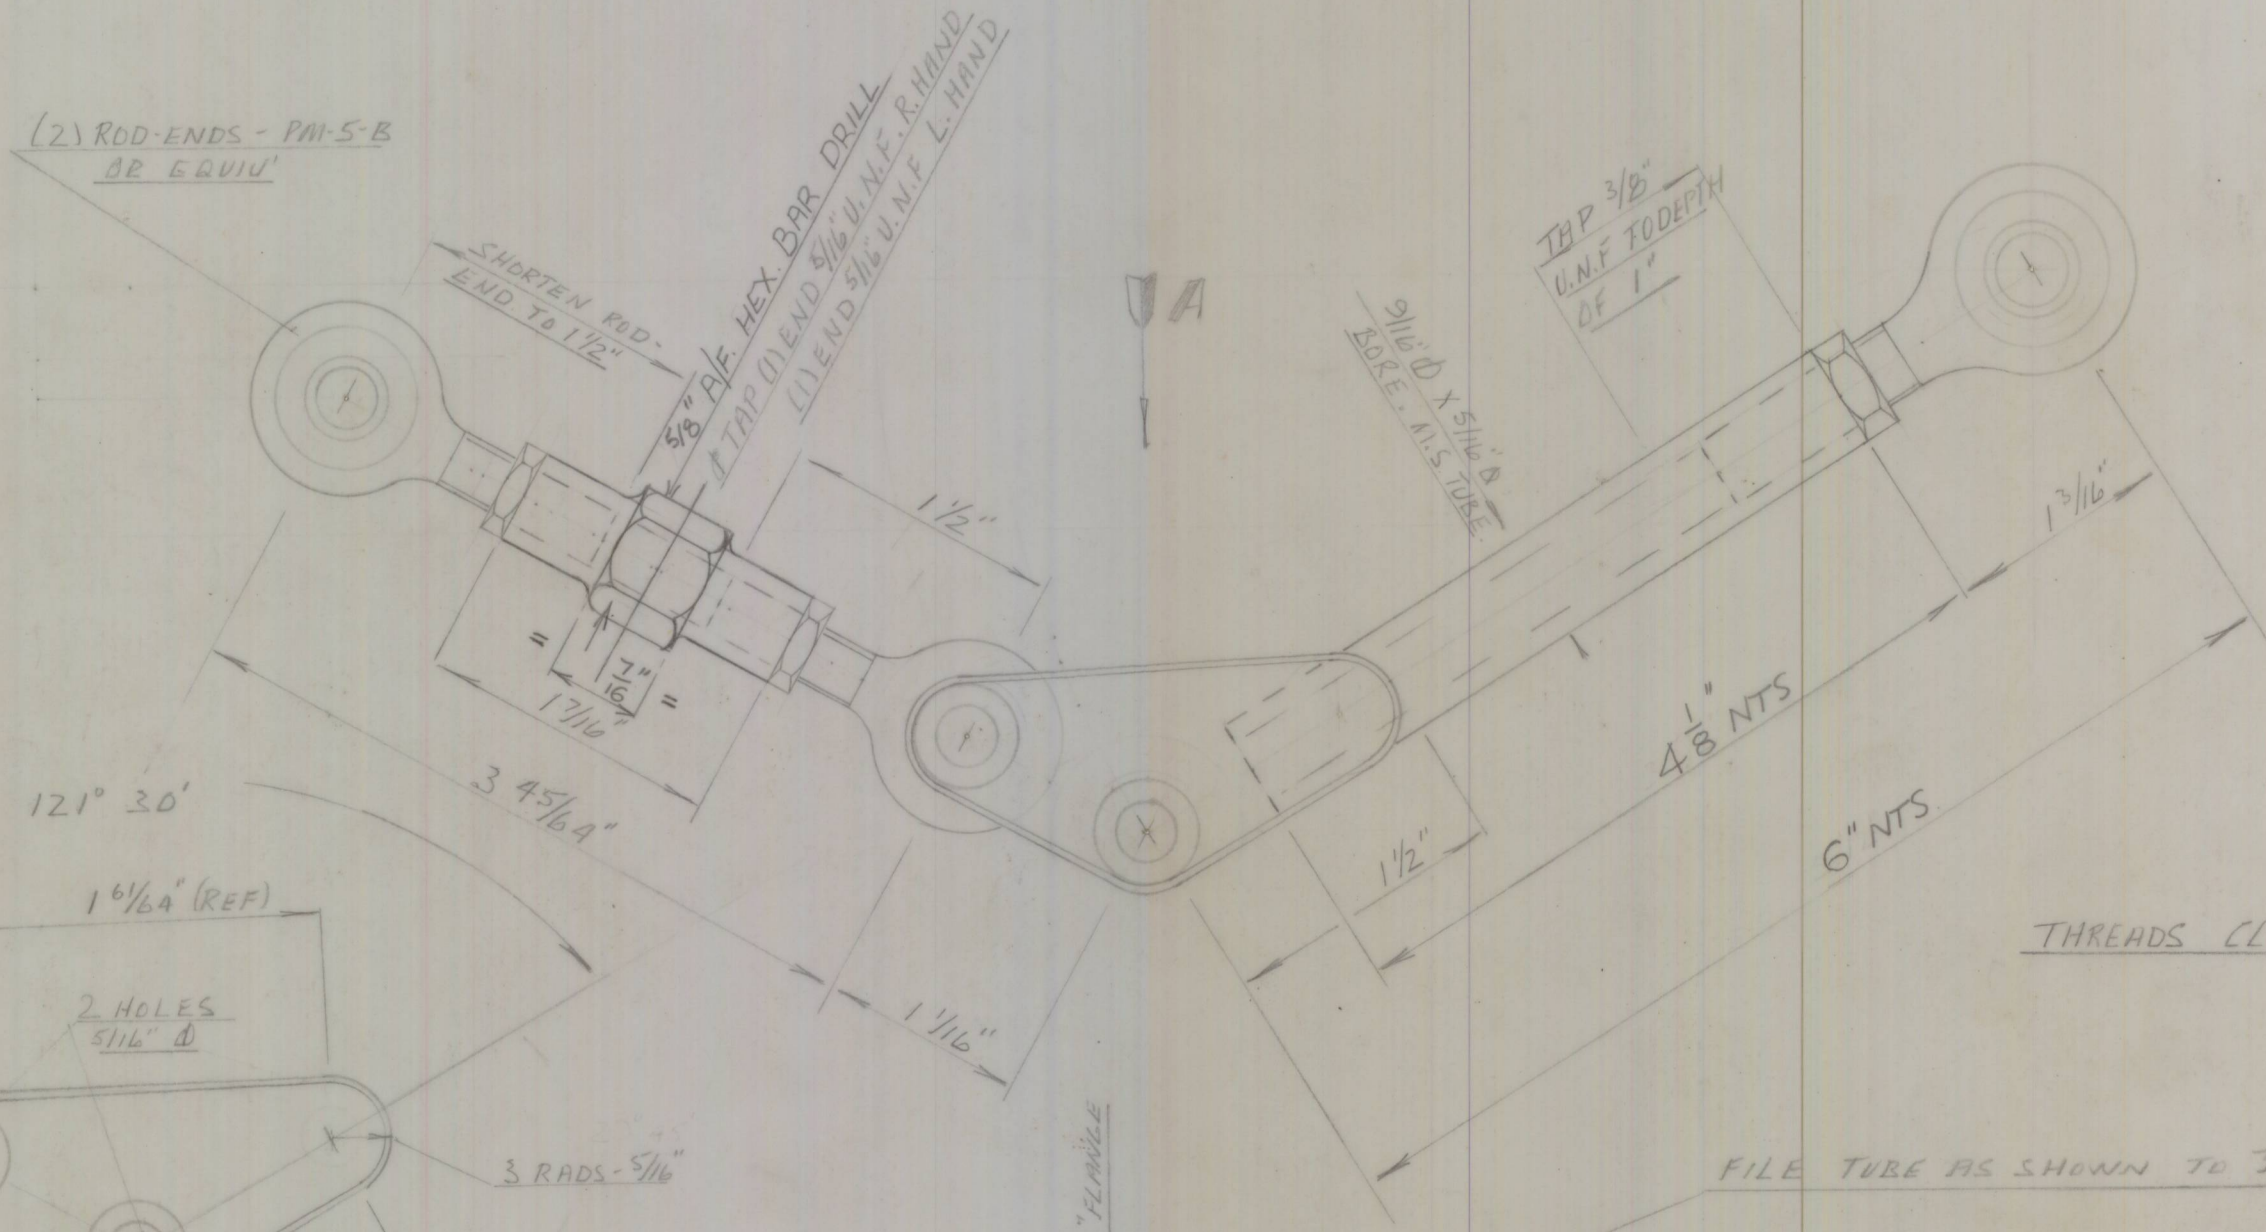 (2) ROD-ENDS - PM-5-B
OR EQUIV'
SHORTEN ROD-
END. TO 1 1/2"
5/8" A/F. HEX. BAR DRILL
& TAP (1) END 5/16" U.N.F. R. HAND
(1) END 5/16" U.N.F L. HAND
A
TAP 3/8"
U.N.F TO DEPTH
OF 1"
9/16" Ø X 5/16" Ø
BORE. M.S TUBE.
1 1/2"
1 3/16"
=
7/16"
=
1 7/16"
4 1/8" NTS
3 45/64"
121° 30'
1 1/2"
6" NTS
1 61/64" (REF)
THREADS CL
2 HOLES
5/16" Ø
1 1/16"
" FLANGE
3 RADS - 5/16"
FILE TUBE AS SHOWN TO